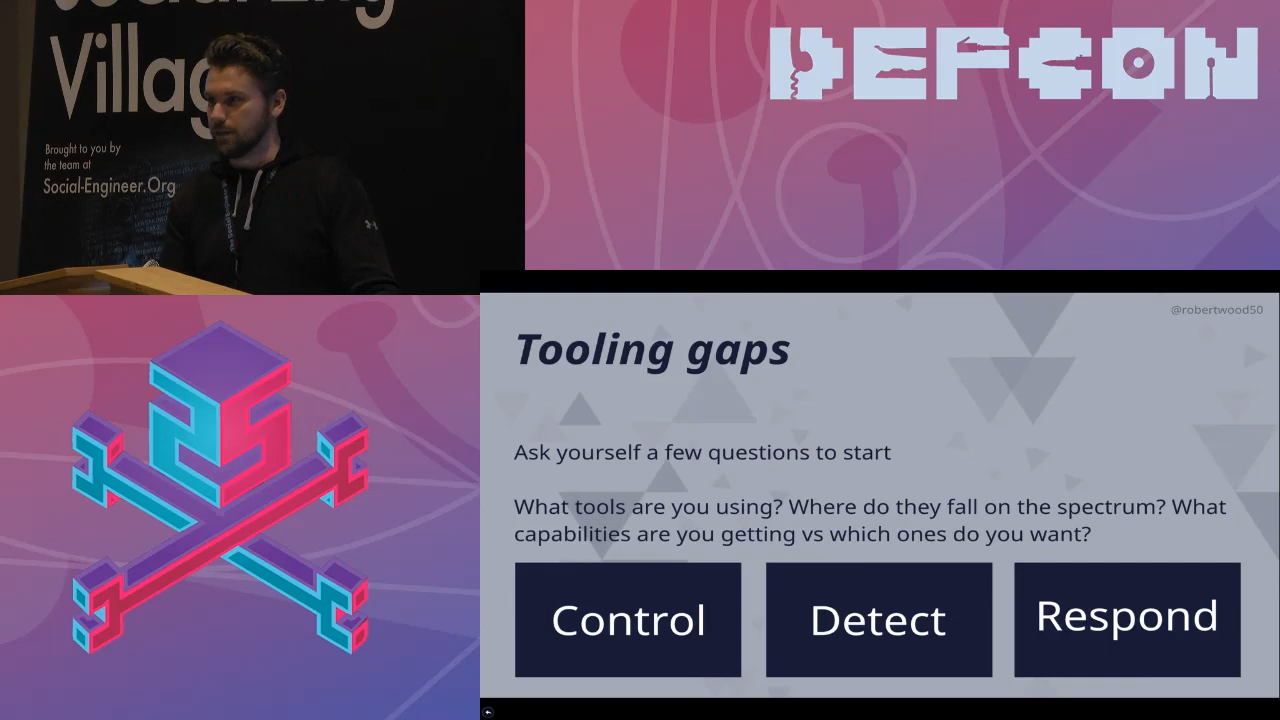 Social-Eng
Village
Brought to you by
the team at
Social-Engineer.Org
DEFCON
@robertwood50
Tooling gaps
Ask yourself a few questions to start
What tools are you using? Where do they fall on the spectrum? What
capabilities are you getting vs which ones do you want?
Control
Detect
Respond